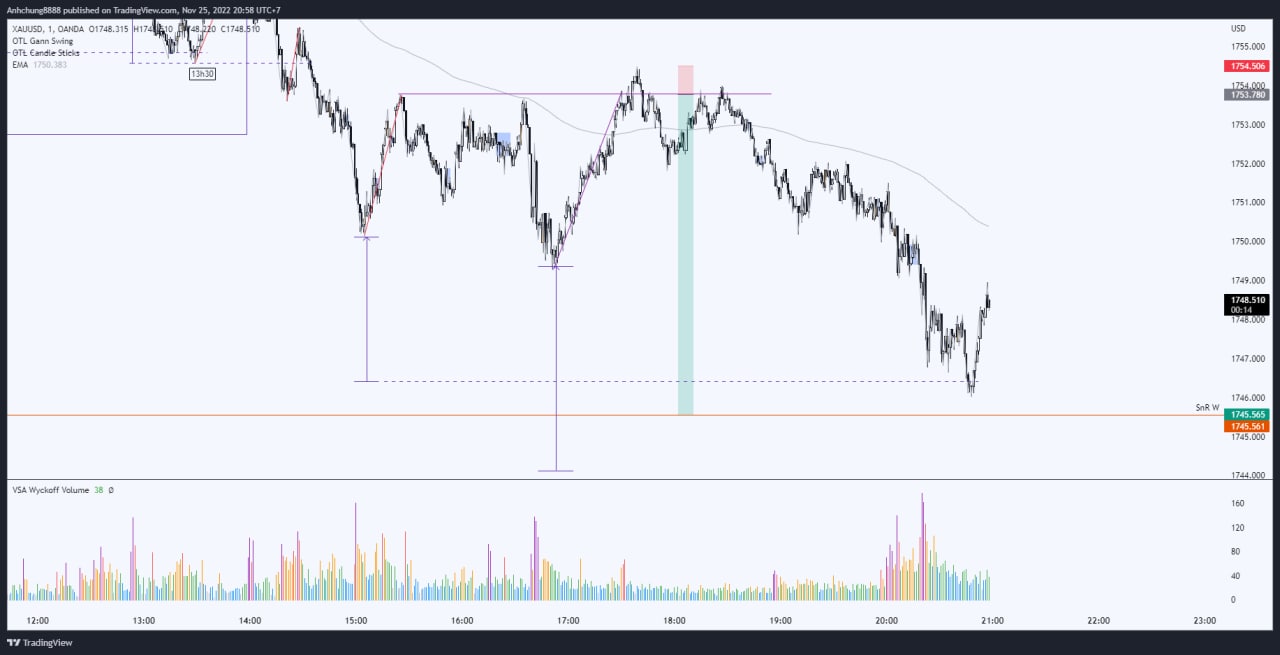 Anhchung8888 published on TradingView.com, Nov 25, 2022 20:58 UTC+7
XAUUSD, 1, OANDA O1748.315 H1748.510 L1748.220 C1748.510
OTL Gann Swing
OTL Candle Sticks
EMA 1750.383
13h30
USD
1755.000
1754.506
1754.000
1753.780
1753.000
1752.000
1751.000
1750.000
1749.000
1748.510
00:14
1748.000
1747.000
1746.000
SnR W
1745.565
1745.561
1745.000
1744.000
VSA Wyckoff Volume 38 Ø
160
120
80
40
0
12:00 13:00 14:00 15:00 16:00 17:00 18:00 19:00 20:00 21:00 22:00 23:00
TradingView